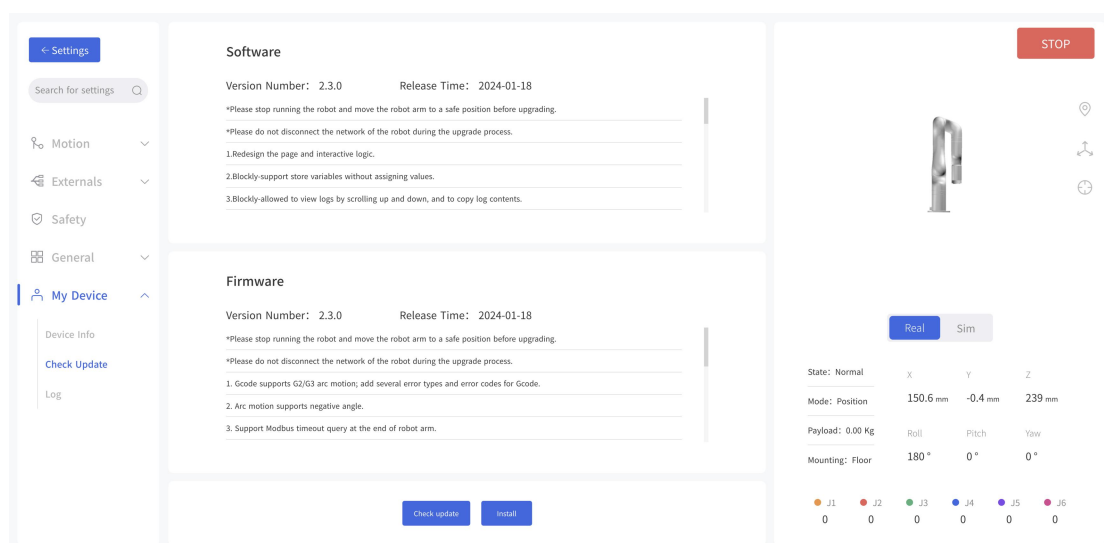 ← Settings
Search for settings
Motion
Externals
Safety
General
My Device
Device Info
Check Update
Log
Software
Version Number： 2.3.0 Release Time： 2024-01-18
*Please stop running the robot and move the robot arm to a safe position before upgrading.
*Please do not disconnect the network of the robot during the upgrade process.
1.Redesign the page and interactive logic.
2.Blockly-support store variables without assigning values.
3.Blockly-allowed to view logs by scrolling up and down, and to copy log contents.
Firmware
Version Number： 2.3.0 Release Time： 2024-01-18
*Please stop running the robot and move the robot arm to a safe position before upgrading.
*Please do not disconnect the network of the robot during the upgrade process.
1. Gcode supports G2/G3 arc motion; add several error types and error codes for Gcode.
2. Arc motion supports negative angle.
3. Support Modbus timeout query at the end of robot arm.
Check update Install
STOP
Real Sim
State：Normal
Mode：Position
Payload：0.00 Kg
Mounting：Floor
X Y Z
150.6 mm -0.4 mm 239 mm
Roll Pitch Yaw
180 ° 0 ° 0 °
J1 J2 J3 J4 J5 J6
0 0 0 0 0 0